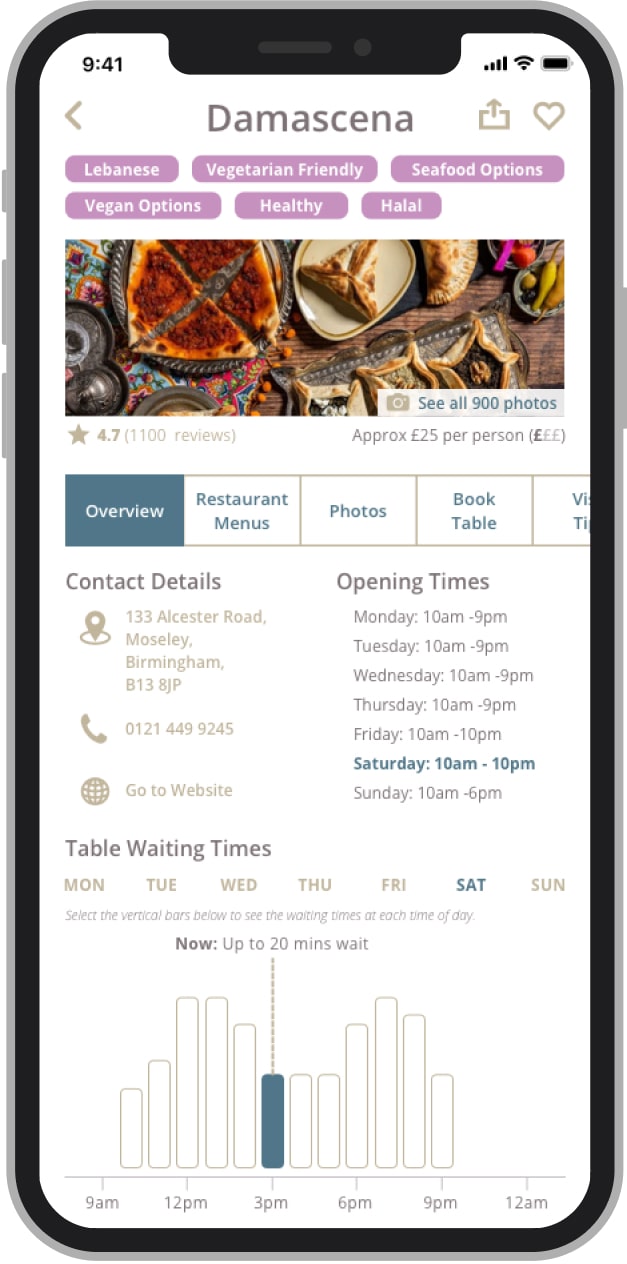 9:41
Damascena
Lebanese Vegetarian Friendly Seafood Options
Vegan Options Healthy Halal
See all 900 photos
4.7 (1100 reviews) Approx £25 per person (£££)
Overview
Restaurant
Menus
Photos
Book
Table
Contact Details
133 Alcester Road,
Moseley,
Birmingham,
B13 8JP
0121 449 9245
Go to Website
Opening Times
Monday: 10am -9pm
Tuesday: 10am -9pm
Wednesday: 10am -9pm
Thursday: 10am -9pm
Friday: 10am -10pm
Saturday: 10am - 10pm
Sunday: 10am -6pm
Table Waiting Times
MON TUE WED THU FRI SAT SUN
Select the vertical bars below to see the waiting times at each time of day.
Now: Up to 20 mins wait
9am 12pm 3pm 6pm 9pm 12am